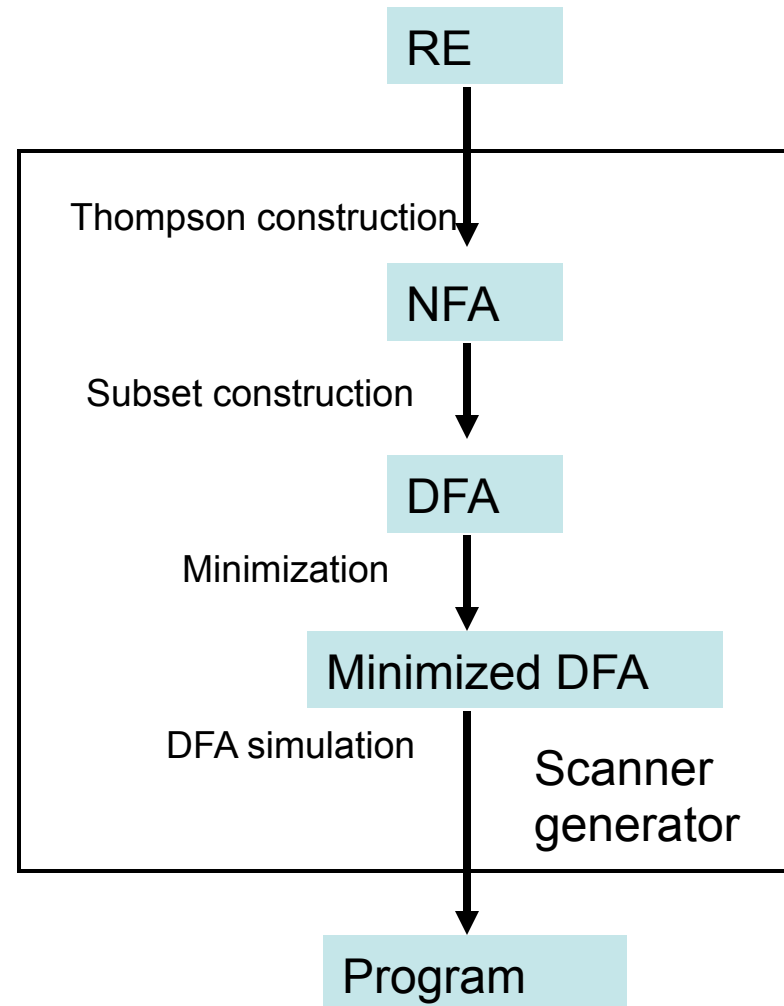 RE
Thompson construction
NFA
Subset construction
DFA
Minimization
Minimized DFA
DFA simulation
Scanner
generator
Program